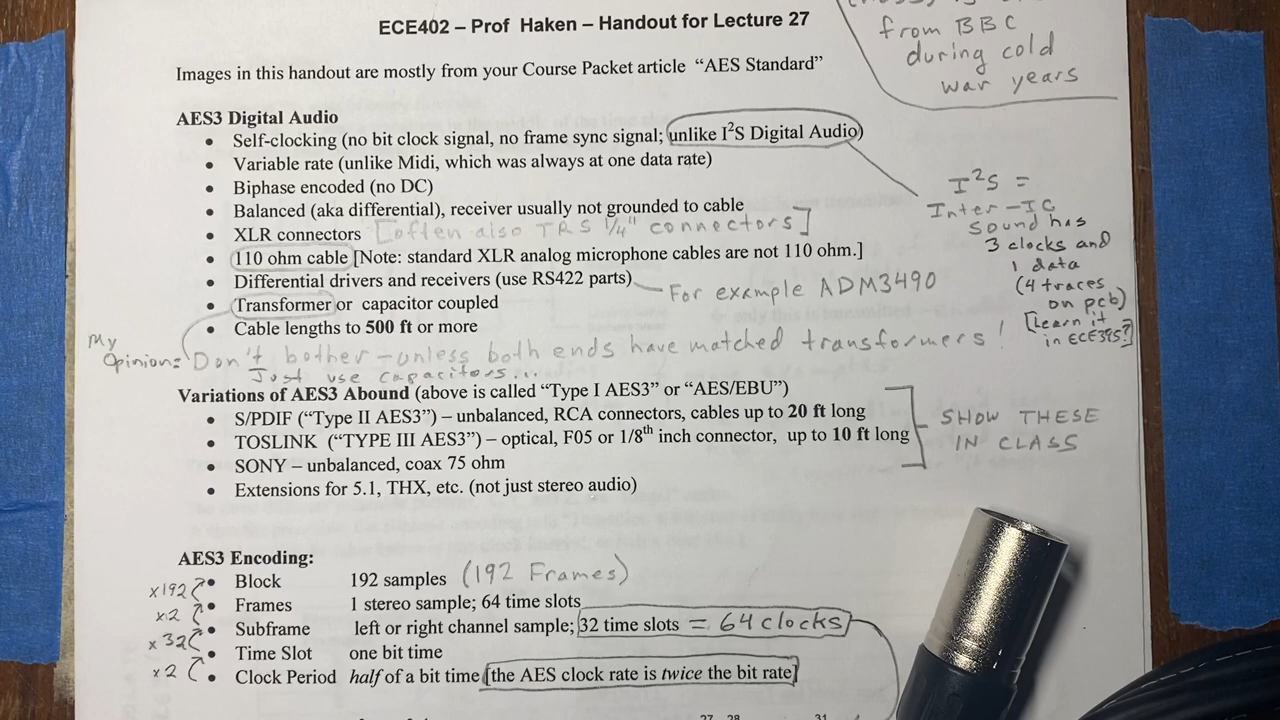 ECE402 – Prof Haken – Handout for Lecture 27
from BBC
during cold
war years
Images in this handout are mostly from your Course Packet article “AES Standard”
AES3 Digital Audio
• Self-clocking (no bit clock signal, no frame sync signal; unlike I²S Digital Audio)
• Variable rate (unlike Midi, which was always at one data rate)
• Biphase encoded (no DC)
• Balanced (aka differential), receiver usually not grounded to cable
• XLR connectors [often also TRS 1/4" connectors]
• 110 ohm cable [Note: standard XLR analog microphone cables are not 110 ohm.]
• Differential drivers and receivers (use RS422 parts) — For example ADM3490
• Transformer or capacitor coupled
• Cable lengths to 500 ft or more
I²S =
Inter-IC
Sound has
3 clocks and
1 data
(4 traces
on pcb)
[Learn it
in ECE395?]
My
Opinion: Don't bother – unless both ends have matched transformers!
Just use capacitors...
Variations of AES3 Abound (above is called “Type I AES3” or “AES/EBU”)
• S/PDIF (“Type II AES3”) – unbalanced, RCA connectors, cables up to 20 ft long
• TOSLINK (“TYPE III AES3”) – optical, F05 or 1/8th inch connector, up to 10 ft long
• SONY – unbalanced, coax 75 ohm
• Extensions for 5.1, THX, etc. (not just stereo audio)
SHOW THESE
IN CLASS
AES3 Encoding:
• Block 192 samples (192 Frames)
x192
• Frames 1 stereo sample; 64 time slots
x2
• Subframe left or right channel sample; 32 time slots = 64 clocks
x32
• Time Slot one bit time
x2
• Clock Period half of a bit time [the AES clock rate is twice the bit rate]
27 28 31